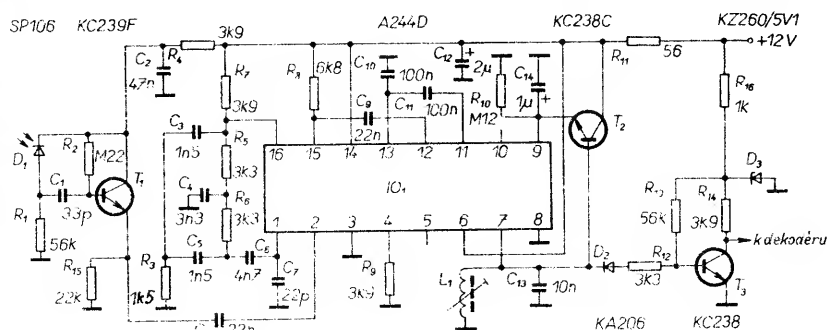 SP106 KC239F A244D KC238C KZ260/5V1
+12V
C2 47n
R4 3k9
R7 3k9
R8 6k8
C10 100n
C11 100n
C12 + 2µ
C14 1µ +
R10 M12
R11 56
R16 1k
T2
C3 1n5
C9 22n
D1
R2 M22
C1 33p
T1
R5 3k3
C4 3n3
R6 3k3
16 15 14 13 12 11 10 9
IO1
1 2 3 4 5 6 7 8
D3
R13 56k
R14 3k9
k dekodéru
R1 56k
R15 22k
R3 1k5
C5 1n5
C6 4n7
C7 22p
R9 3k9
L1
C13 10n
D2
R12 3k3
T3
KA206 KC238